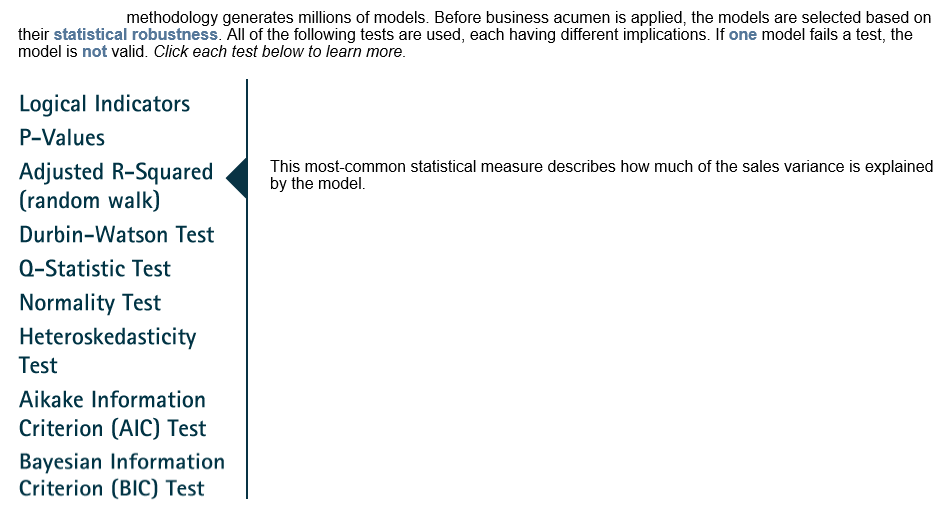 methodology generates millions of models. Before business acumen is applied, the models are selected based on
their statistical robustness. All of the following tests are used, each having different implications. If one model fails a test, the
model is not valid. Click each test below to learn more.
Logical Indicators
P-Values
Adjusted R-Squared
(random walk)
Durbin-Watson Test
Q-Statistic Test
Normality Test
Heteroskedasticity
Test
Aikake Information
Criterion (AIC) Test
Bayesian Information
Criterion (BIC) Test
This most-common statistical measure describes how much of the sales variance is explained
by the model.